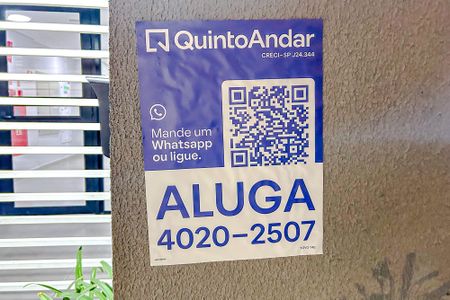 QuintoAndar
CRECI-SP J24.344
Mande um
Whatsapp
ou ligue.
ALUGA
4020-2507